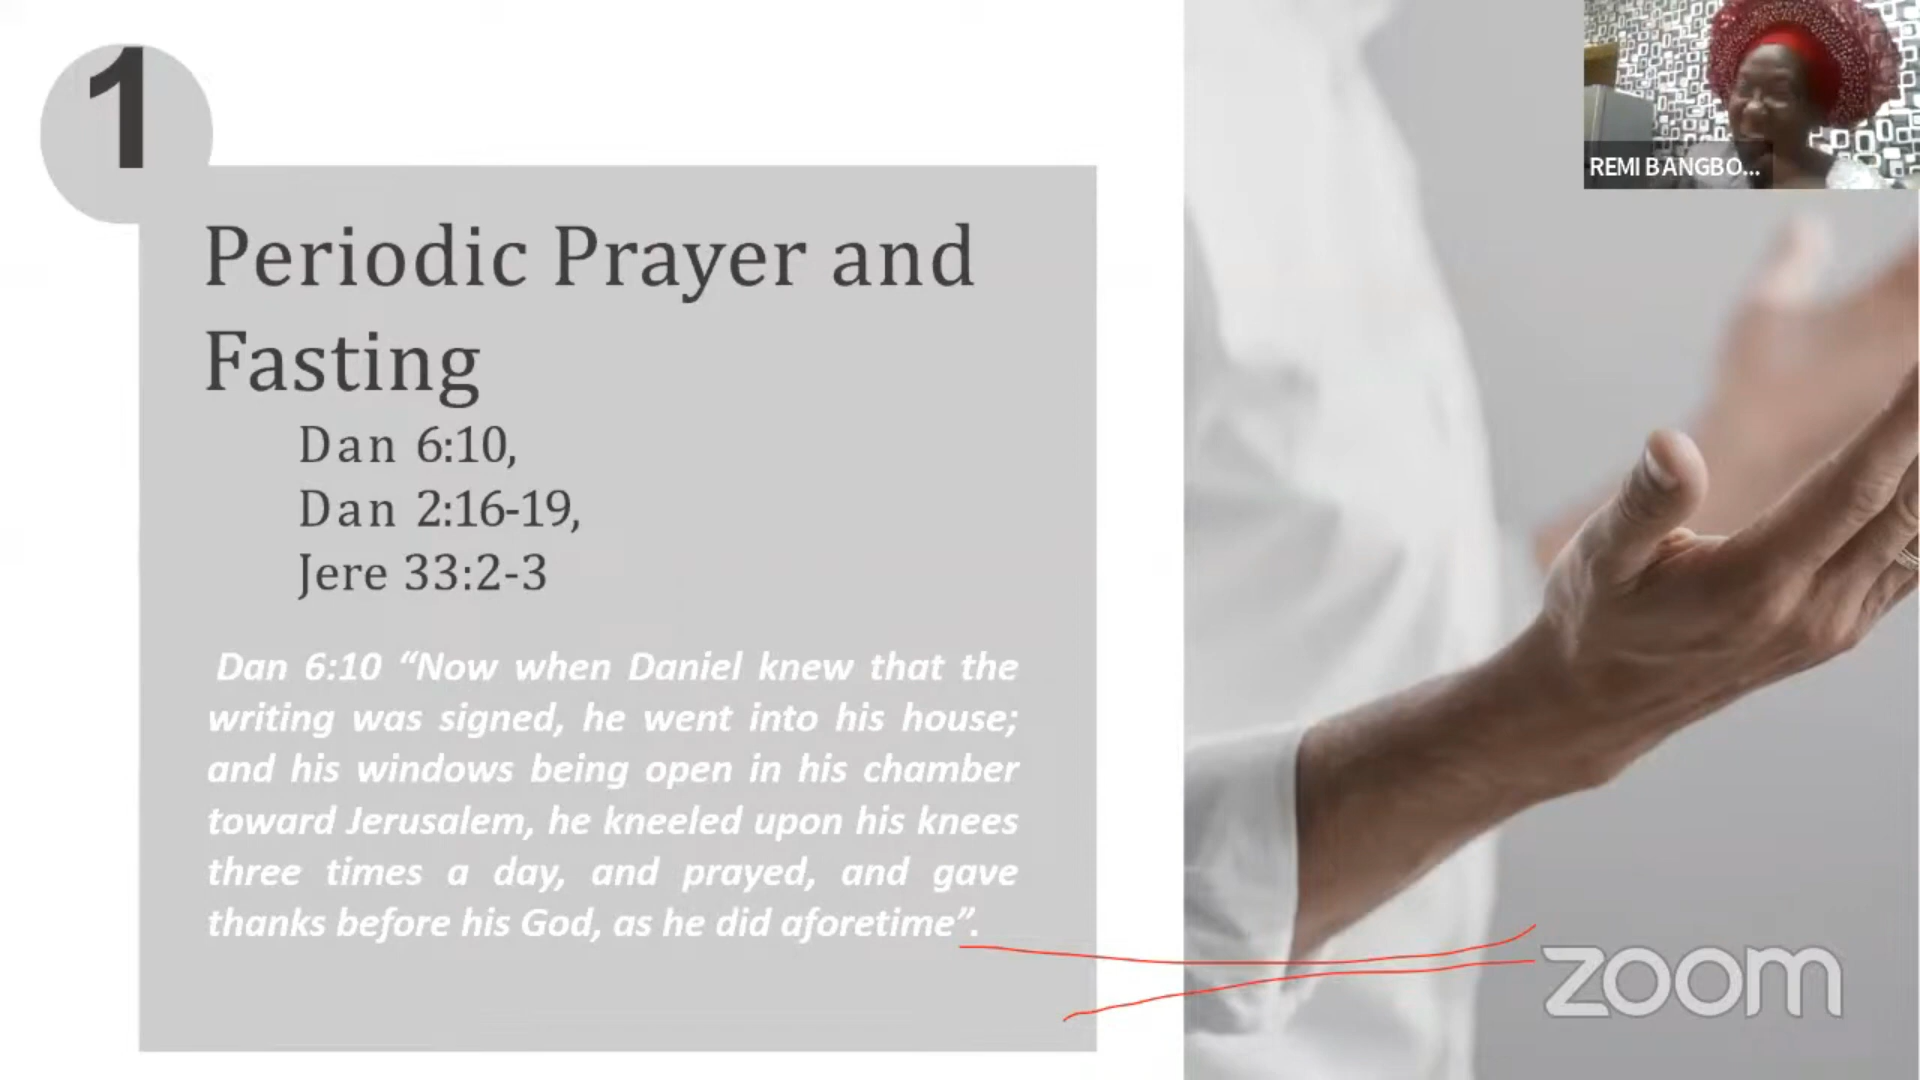 1
REMI BANGBO...
Periodic Prayer and
Fasting
Dan 6:10,
Dan 2:16-19,
Jere 33:2-3
Dan 6:10 “Now when Daniel knew that the
writing was signed, he went into his house;
and his windows being open in his chamber
toward Jerusalem, he kneeled upon his knees
three times a day, and prayed, and gave
thanks before his God, as he did aforetime”.
zoom